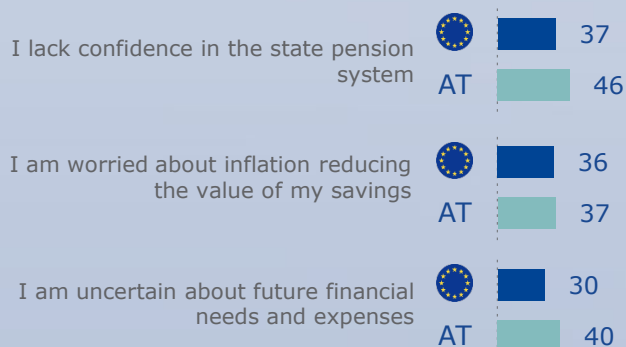 I lack confidence in the state pension
system
37
AT 46
I am worried about inflation reducing
the value of my savings
36
AT 37
I am uncertain about future financial
needs and expenses
30
AT 40